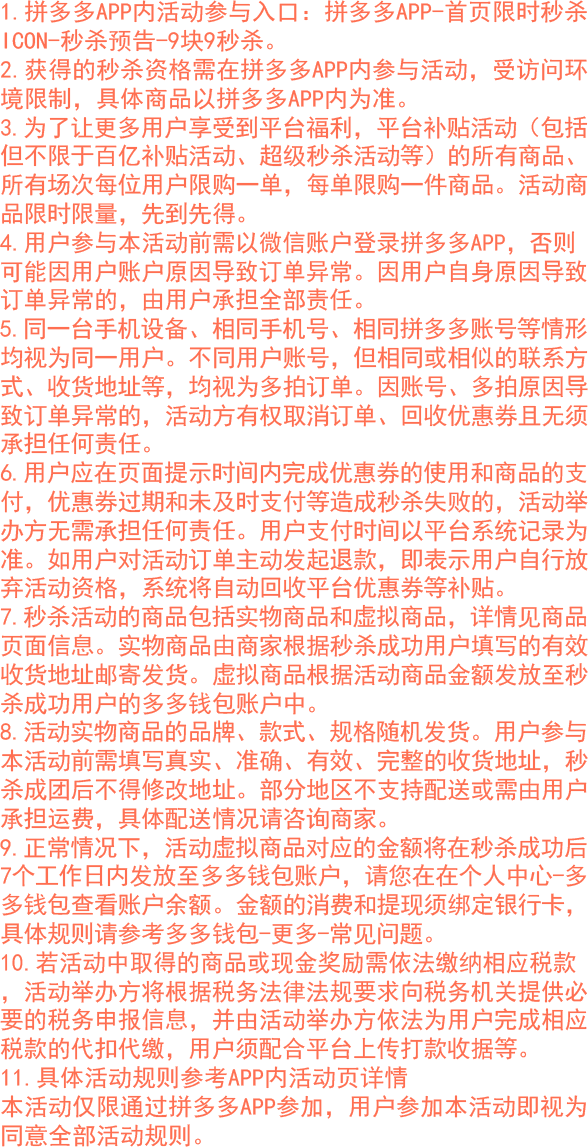 1.拼多多APP内活动参与入口：拼多多APP-首页限时秒杀
ICON-秒杀预告-9块9秒杀。
2.获得的秒杀资格需在拼多多APP内参与活动，受访问环
境限制，具体商品以拼多多APP内为准。
3.为了让更多用户享受到平台福利，平台补贴活动（包括
但不限于百亿补贴活动、超级秒杀活动等）的所有商品、
所有场次每位用户限购一单，每单限购一件商品。活动商
品限时限量，先到先得。
4.用户参与本活动前需以微信账户登录拼多多APP，否则
可能因用户账户原因导致订单异常。因用户自身原因导致
订单异常的，由用户承担全部责任。
5.同一台手机设备、相同手机号、相同拼多多账号等情形
均视为同一用户。不同用户账号，但相同或相似的联系方
式、收货地址等，均视为多拍订单。因账号、多拍原因导
致订单异常的，活动方有权取消订单、回收优惠券且无须
承担任何责任。
6.用户应在页面提示时间内完成优惠券的使用和商品的支
付，优惠券过期和未及时支付等造成秒杀失败的，活动举
办方无需承担任何责任。用户支付时间以平台系统记录为
准。如用户对活动订单主动发起退款，即表示用户自行放
弃活动资格，系统将自动回收平台优惠券等补贴。
7.秒杀活动的商品包括实物商品和虚拟商品，详情见商品
页面信息。实物商品由商家根据秒杀成功用户填写的有效
收货地址邮寄发货。虚拟商品根据活动商品金额发放至秒
杀成功用户的多多钱包账户中。
8.活动实物商品的品牌、款式、规格随机发货。用户参与
本活动前需填写真实、准确、有效、完整的收货地址，秒
杀成团后不得修改地址。部分地区不支持配送或需由用户
承担运费，具体配送情况请咨询商家。
9.正常情况下，活动虚拟商品对应的金额将在秒杀成功后
7个工作日内发放至多多钱包账户，请您在在个人中心-多
多钱包查看账户余额。金额的消费和提现须绑定银行卡，
具体规则请参考多多钱包-更多-常见问题。
10.若活动中取得的商品或现金奖励需依法缴纳相应税款
，活动举办方将根据税务法律法规要求向税务机关提供必
要的税务申报信息，并由活动举办方依法为用户完成相应
税款的代扣代缴，用户须配合平台上传打款收据等。
11.具体活动规则参考APP内活动页详情
本活动仅限通过拼多多APP参加，用户参加本活动即视为
同意全部活动规则。